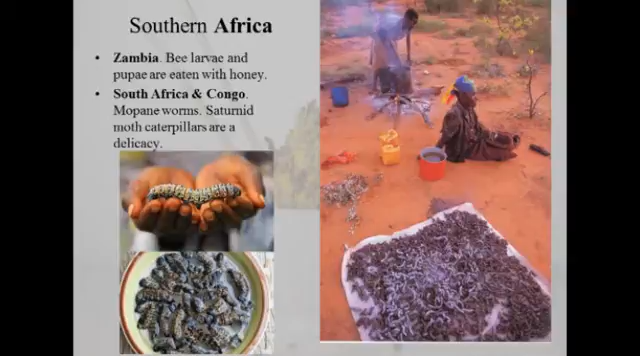 Southern Africa
• Zambia. Bee larvae and
pupae are eaten with honey.
• South Africa & Congo.
Mopane worms. Saturnid
moth caterpillars are a
delicacy.